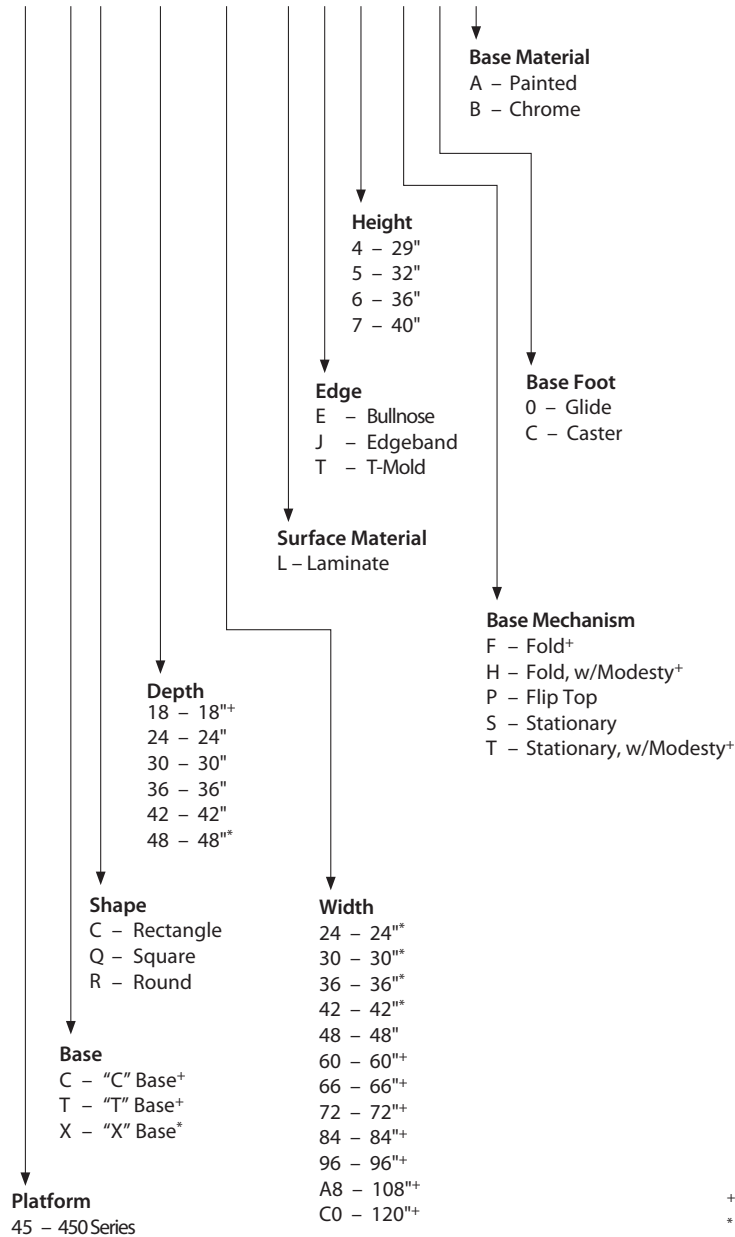 Base Material
A – Painted
B – Chrome
Height
4 – 29"
5 – 32"
6 – 36"
7 – 40"
Base Foot
0 – Glide
C – Caster
Edge
E – Bullnose
J – Edgeband
T – T-Mold
Surface Material
L – Laminate
Base Mechanism
F – Fold+
H – Fold, w/Modesty+
P – Flip Top
S – Stationary
T – Stationary, w/Modesty+
Depth
18 – 18"+
24 – 24"
30 – 30"
36 – 36"
42 – 42"
48 – 48"*
Shape
C – Rectangle
Q – Square
R – Round
Width
24 – 24"*
30 – 30"*
36 – 36"*
42 – 42"*
48 – 48"
60 – 60"+
66 – 66"+
72 – 72"+
84 – 84"+
96 – 96"+
A8 – 108"+
C0 – 120"+
Base
C – “C” Base+
T – “T” Base+
X – “X” Base*
Platform
45 – 450 Series
+
*